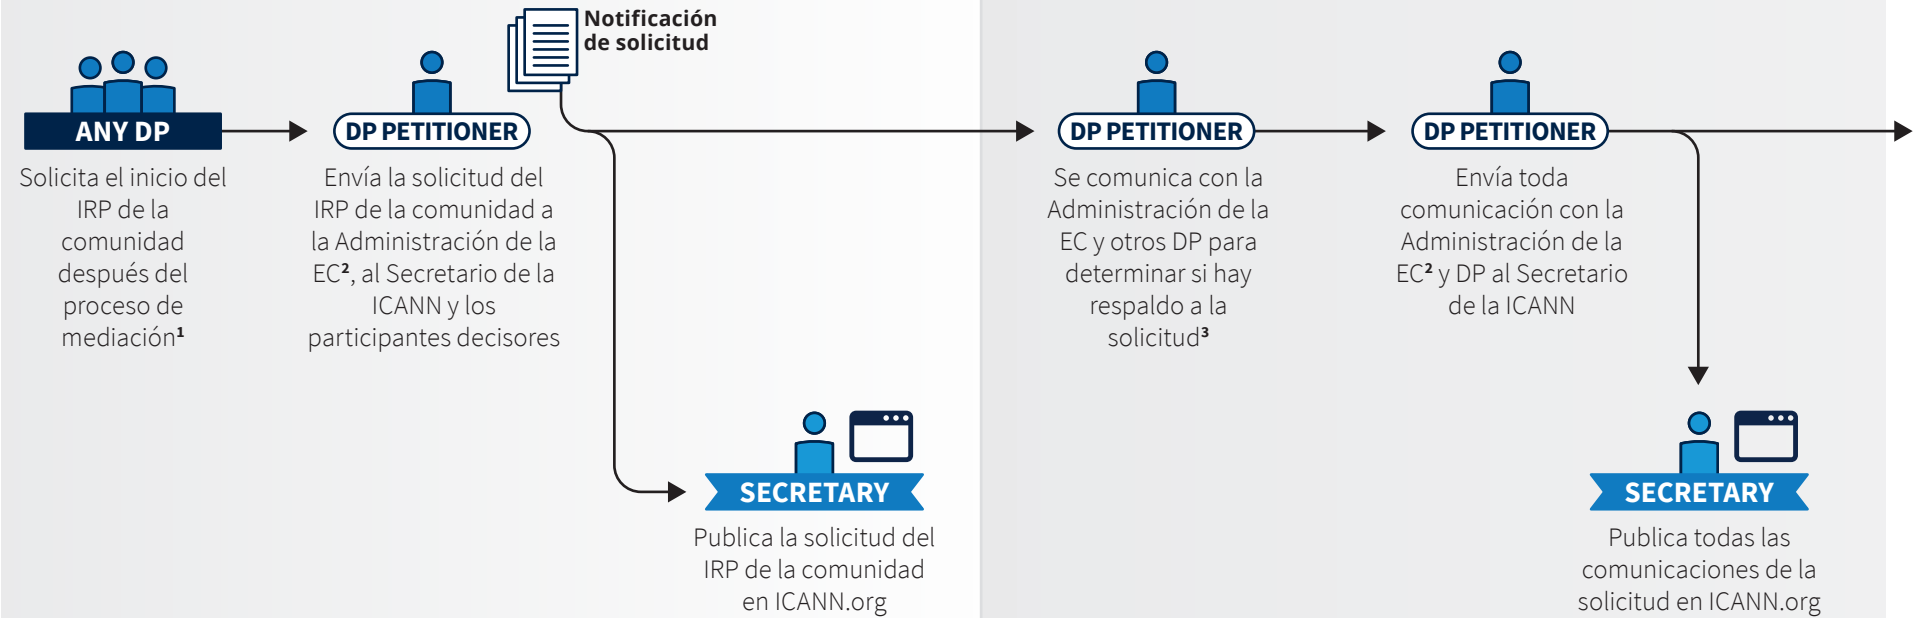 Notificación
de solicitud
ANY DP
Solicita el inicio del
IRP de la
comunidad
después del
proceso de
mediación¹
DP PETITIONER
Envía la solicitud del
IRP de la comunidad a
la Administración de la
EC², al Secretario de la
ICANN y los
participantes decisores
SECRETARY
Publica la solicitud del
IRP de la comunidad
en ICANN.org
DP PETITIONER
Se comunica con la
Administración de la
EC y otros DP para
determinar si hay
respaldo a la
solicitud³
DP PETITIONER
Envía toda
comunicación con la
Administración de la
EC² y DP al Secretario
de la ICANN
SECRETARY
Publica todas las
comunicaciones de la
solicitud en ICANN.org